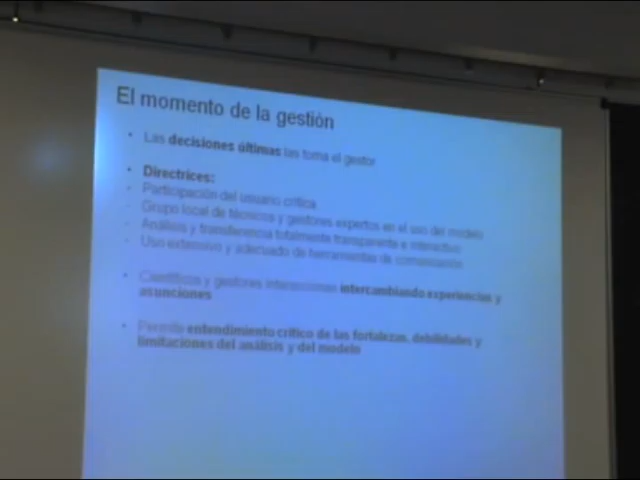 El momento de la gestión
• Las decisiones últimas las toma el gestor
• Directrices:
- Participación del usuario crítica
- Grupo local de técnicos y gestores expertos en el uso del modelo
- Análisis y transferencia totalmente transparente e interactivo
- Uso extensivo y adecuado de herramientas de comunicación
• Científicos y gestores interaccionan intercambiando experiencias y
asunciones
• Permite entendimiento crítico de las fortalezas, debilidades y
limitaciones del análisis y del modelo